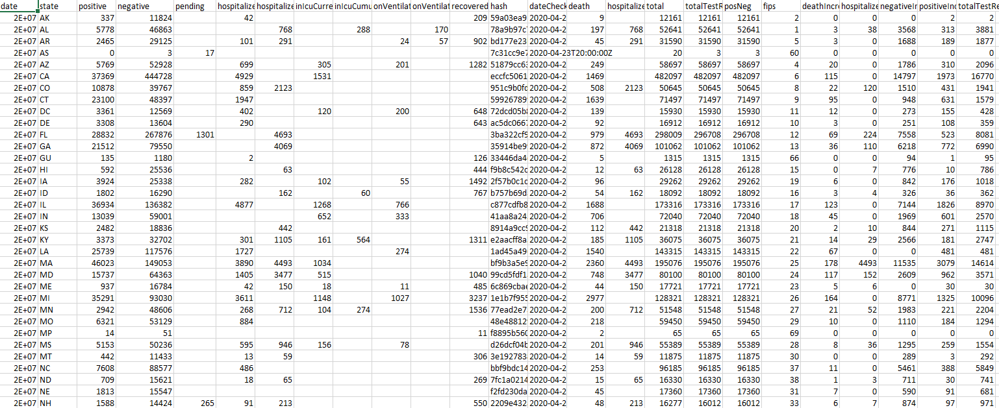 date state positive negative pending hospitalize hospitalize inIcuCurre inIcuCumu onVentilat onVentilat recovered hash dateCheck death hospitalize total totalTestR posNeg fips deathIncre hospitalize negativeIn positiveInc totalTestRe
2E+07 AK 337 11824 42 209 59a03ea9 2020-04-2 9 12161 12161 12161 2 0 0 0 2 2
2E+07 AL 5778 46863 768 288 170 78a9b97c 2020-04-2 197 768 52641 52641 52641 1 3 38 3568 313 3881
2E+07 AR 2465 29125 101 291 24 57 902 bd177e23 2020-04-2 45 291 31590 31590 31590 5 3 0 1688 189 1877
2E+07 AS 0 3 17 7c31cc9e7 2020-04-23T20:00:00Z 20 3 3 60 0 0 0 0 0
2E+07 AZ 5769 52928 699 305 201 1282 51879cc63 2020-04-2 249 58697 58697 58697 4 20 0 1786 310 2096
2E+07 CA 37369 444728 4929 1531 eccfc5061 2020-04-2 1469 482097 482097 482097 6 115 0 14797 1973 16770
2E+07 CO 10878 39767 859 2123 951c9b0fd 2020-04-2 508 2123 50645 50645 50645 8 22 120 1510 431 1941
2E+07 CT 23100 48397 1947 59926789 2020-04-2 1639 71497 71497 71497 9 95 0 948 631 1579
2E+07 DC 3361 12569 402 120 200 648 72dcd05b 2020-04-2 139 15930 15930 15930 11 12 0 273 155 428
2E+07 DE 3308 13604 290 643 ac5dc0667 2020-04-2 92 16912 16912 16912 10 3 0 251 108 359
2E+07 FL 28832 267876 1301 4693 3ba322cf9 2020-04-2 979 4693 298009 296708 296708 12 69 224 7558 523 8081
2E+07 GA 21512 79550 4069 35914be9 2020-04-2 872 4069 101062 101062 101062 13 36 110 6218 772 6990
2E+07 GU 135 1180 2 126 33446da4 2020-04-2 5 1315 1315 1315 66 0 0 94 1 95
2E+07 HI 592 25536 63 444 f9b8c542c 2020-04-2 12 63 26128 26128 26128 15 0 7 776 10 786
2E+07 IA 3924 25338 282 102 55 1492 2f57b0c1c 2020-04-2 96 29262 29262 29262 19 6 0 842 176 1018
2E+07 ID 1802 16290 162 60 767 b757b69d 2020-04-2 54 162 18092 18092 18092 16 3 4 326 36 362
2E+07 IL 36934 136382 4877 1268 766 c877cdfb8 2020-04-2 1688 173316 173316 173316 17 123 0 7144 1826 8970
2E+07 IN 13039 59001 652 333 41aa8a24 2020-04-2 706 72040 72040 72040 18 45 0 1969 601 2570
2E+07 KS 2482 18836 442 8914a9cc 2020-04-2 112 442 21318 21318 21318 20 2 10 844 271 1115
2E+07 KY 3373 32702 301 1105 161 564 1311 e2aacff8a 2020-04-2 185 1105 36075 36075 36075 21 14 29 2566 181 2747
2E+07 LA 25739 117576 1727 274 1ad45a49 2020-04-2 1540 143315 143315 143315 22 67 0 0 481 481
2E+07 MA 46023 149053 3890 4493 1034 bf9b3a5e9 2020-04-2 2360 4493 195076 195076 195076 25 178 4493 11535 3079 14614
2E+07 MD 15737 64363 1405 3477 515 1040 99cd5fdf1 2020-04-2 748 3477 80100 80100 80100 24 117 152 2609 962 3571
2E+07 ME 937 16784 42 150 18 11 485 6c869cbae 2020-04-2 44 150 17721 17721 17721 23 5 6 0 30 30
2E+07 MI 35291 93030 3611 1148 1027 3237 1e1b7f955 2020-04-2 2977 128321 128321 128321 26 164 0 8771 1325 10096
2E+07 MN 2942 48606 268 712 104 274 1536 77ead2e7 2020-04-2 200 712 51548 51548 51548 27 21 52 1983 221 2204
2E+07 MO 6321 53129 884 48e48812 2020-04-2 218 59450 59450 59450 29 10 0 1110 184 1294
2E+07 MP 14 51 11 f8895b560 2020-04-2 2 65 65 65 69 0 0 0 0 0
2E+07 MS 5153 50236 595 946 156 78 d26dcf04b 2020-04-2 201 946 55389 55389 55389 28 8 36 1295 259 1554
2E+07 MT 442 11433 13 59 306 3e192783 2020-04-2 14 59 11875 11875 11875 30 0 0 289 3 292
2E+07 NC 7608 88577 486 bbf9bdc14 2020-04-2 253 96185 96185 96185 37 11 0 5461 388 5849
2E+07 ND 709 15621 18 65 269 7fc1a0214 2020-04-2 15 65 16330 16330 16330 38 1 3 711 30 741
2E+07 NE 1813 15547 f2fd230da 2020-04-2 45 17360 17360 17360 31 7 0 590 91 681
2E+07 NH 1588 14424 265 91 213 550 2209e432 2020-04-2 48 213 16277 16012 16012 33 6 7 874 97 971